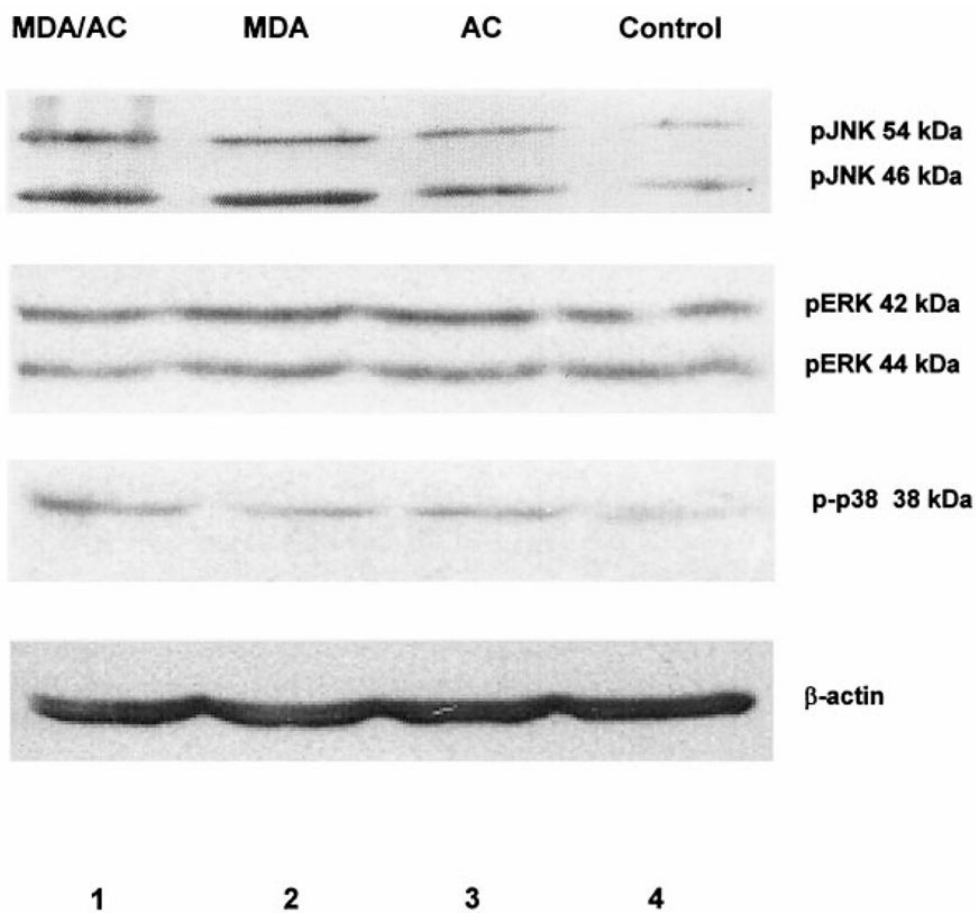 MDA/AC MDA AC Control
pJNK 54 kDa
pJNK 46 kDa
pERK 42 kDa
pERK 44 kDa
p-p38 38 kDa
β-actin
1 2 3 4